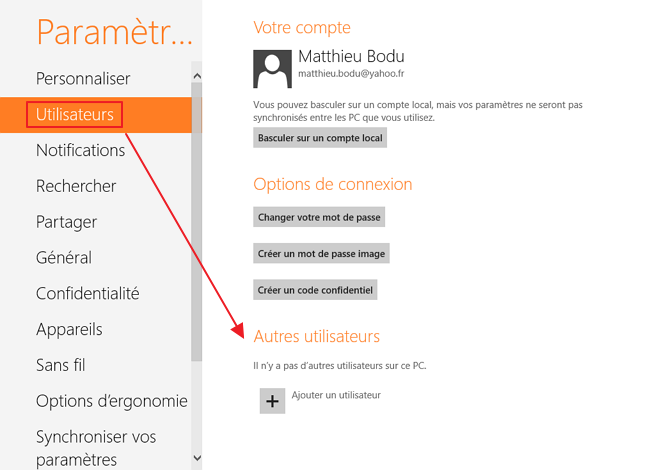 Paramètr...
Personnaliser
Utilisateurs
Notifications
Rechercher
Partager
Général
Confidentialité
Appareils
Sans fil
Options d'ergonomie
Synchroniser vos
paramètres
Votre compte
Matthieu Bodu
matthieu.bodu@yahoo.fr
Vous pouvez basculer sur un compte local, mais vos paramètres ne seront pas
synchronisés entre les PC que vous utilisez.
Basculer sur un compte local
Options de connexion
Changer votre mot de passe
Créer un mot de passe image
Créer un code confidentiel
Autres utilisateurs
Il n'y a pas d'autres utilisateurs sur ce PC.
Ajouter un utilisateur